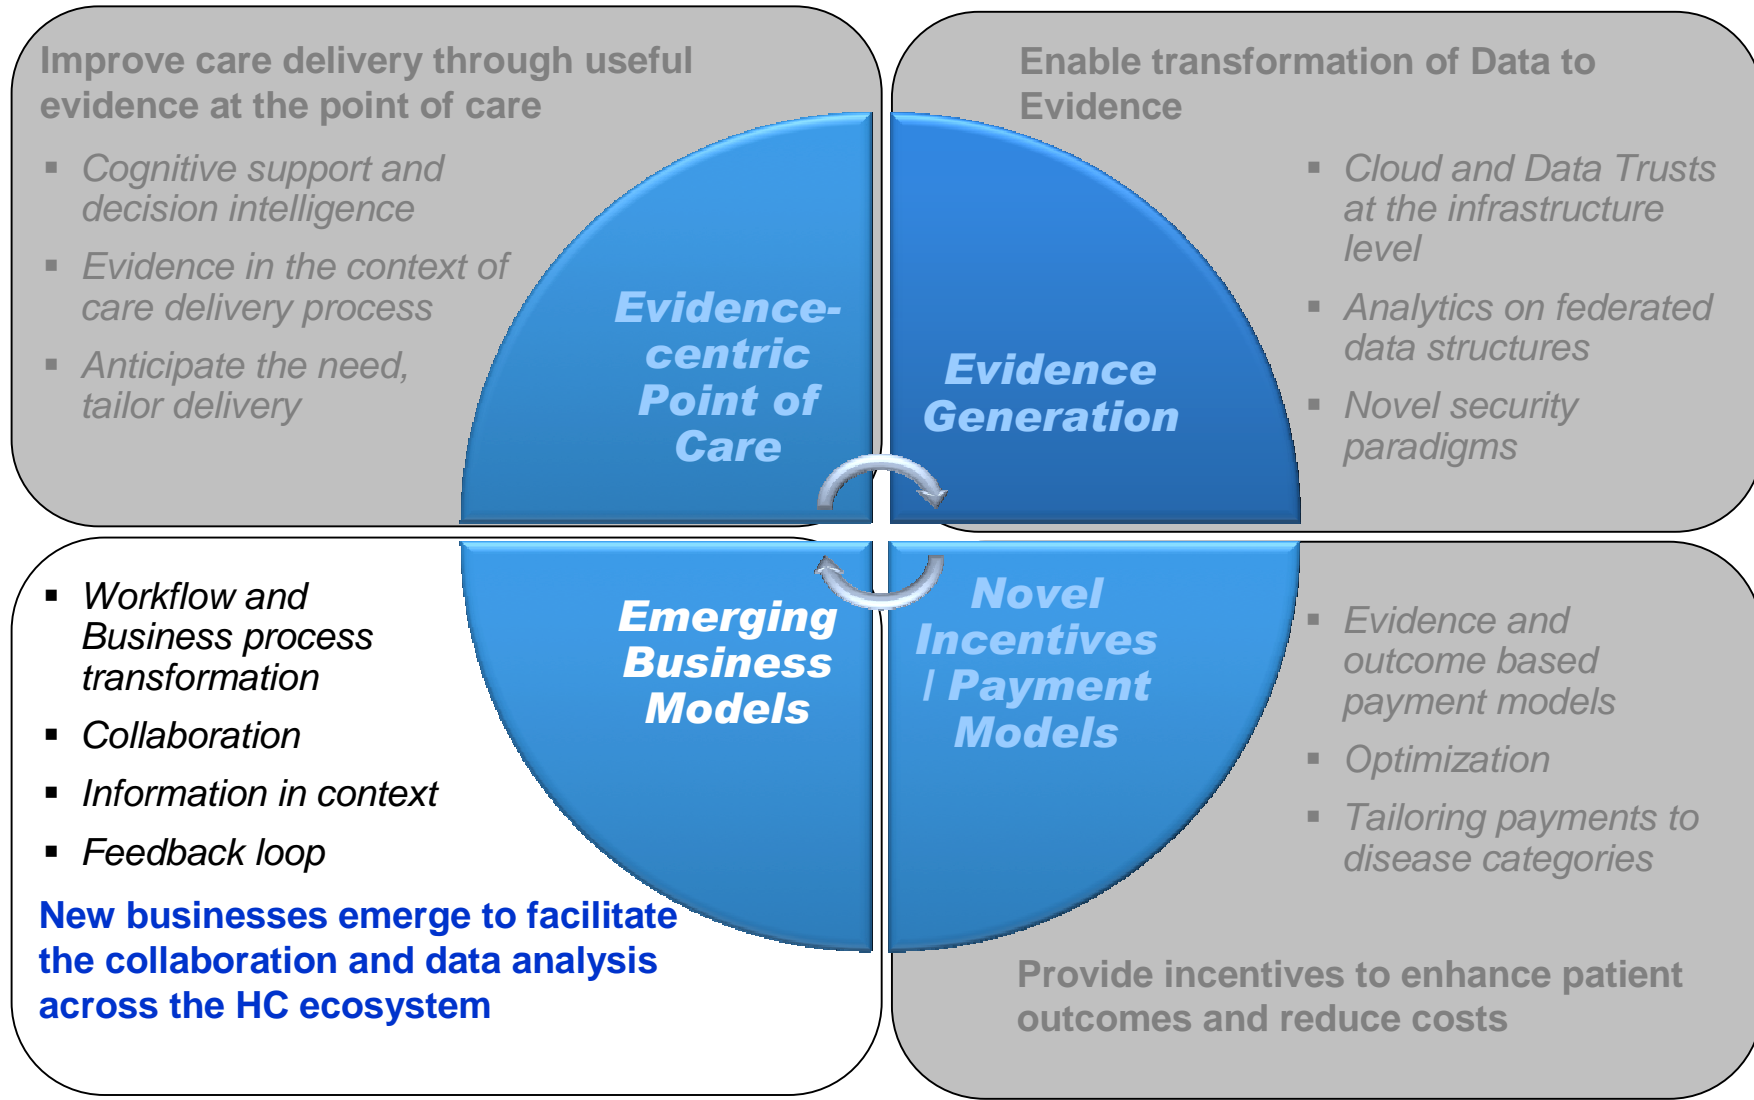 Improve care delivery through useful
evidence at the point of care
▪ Cognitive support and
decision intelligence
▪ Evidence in the context of
care delivery process
▪ Anticipate the need,
tailor delivery
Evidence-
centric
Point of
Care
Enable transformation of Data to
Evidence
▪ Cloud and Data Trusts
at the infrastructure
level
▪ Analytics on federated
data structures
▪ Novel security
paradigms
Evidence
Generation
▪ Workflow and
Business process
transformation
▪ Collaboration
▪ Information in context
▪ Feedback loop
New businesses emerge to facilitate
the collaboration and data analysis
across the HC ecosystem
Emerging
Business
Models
Novel
Incentives
/ Payment
Models
▪ Evidence and
outcome based
payment models
▪ Optimization
▪ Tailoring payments to
disease categories
Provide incentives to enhance patient
outcomes and reduce costs